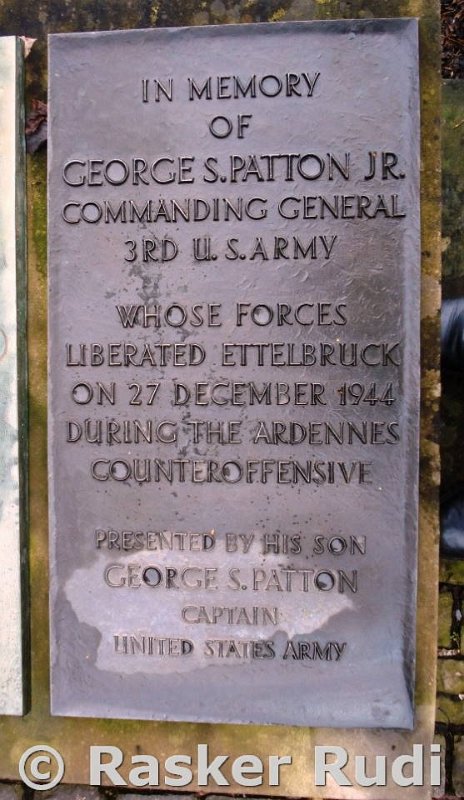 IN MEMORY
OF
GEORGE S. PATTON JR.
COMMANDING GENERAL
3RD U.S. ARMY
WHOSE FORCES
LIBERATED ETTELBRUCK
ON 27 DECEMBER 1944
DURING THE ARDENNES
COUNTEROFFENSIVE
PRESENTED BY HIS SON
GEORGE S. PATTON
CAPTAIN
UNITED STATES ARMY
© Rasker Rudi ©